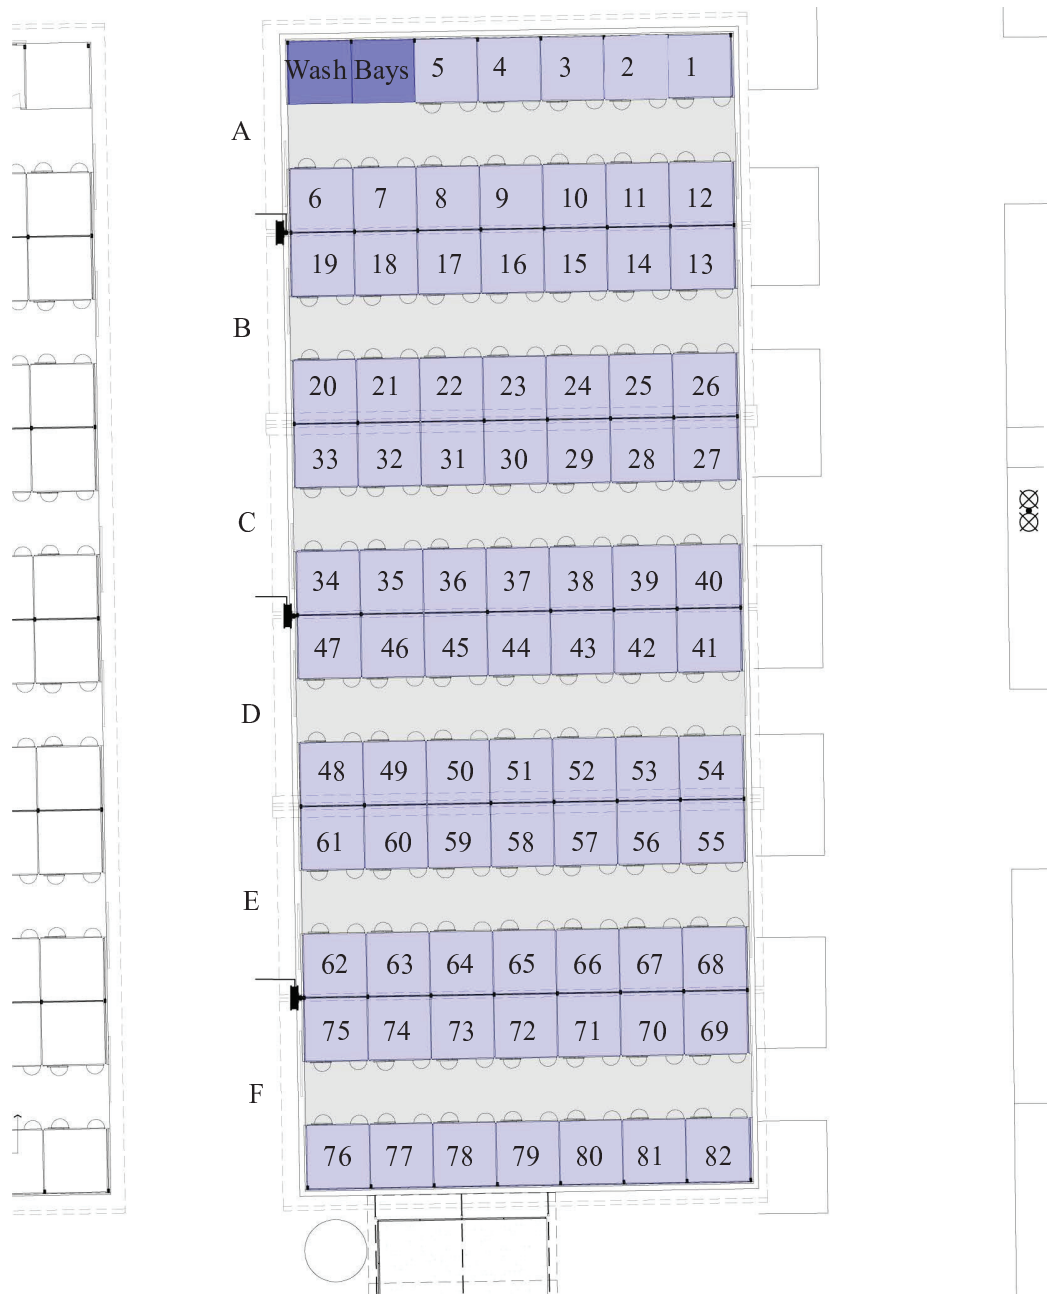 Wash Bays 5 4 3 2 1
A
6 7 8 9 10 11 12
19 18 17 16 15 14 13
B
20 21 22 23 24 25 26
33 32 31 30 29 28 27
C
34 35 36 37 38 39 40
47 46 45 44 43 42 41
D
48 49 50 51 52 53 54
61 60 59 58 57 56 55
E
62 63 64 65 66 67 68
75 74 73 72 71 70 69
F
76 77 78 79 80 81 82